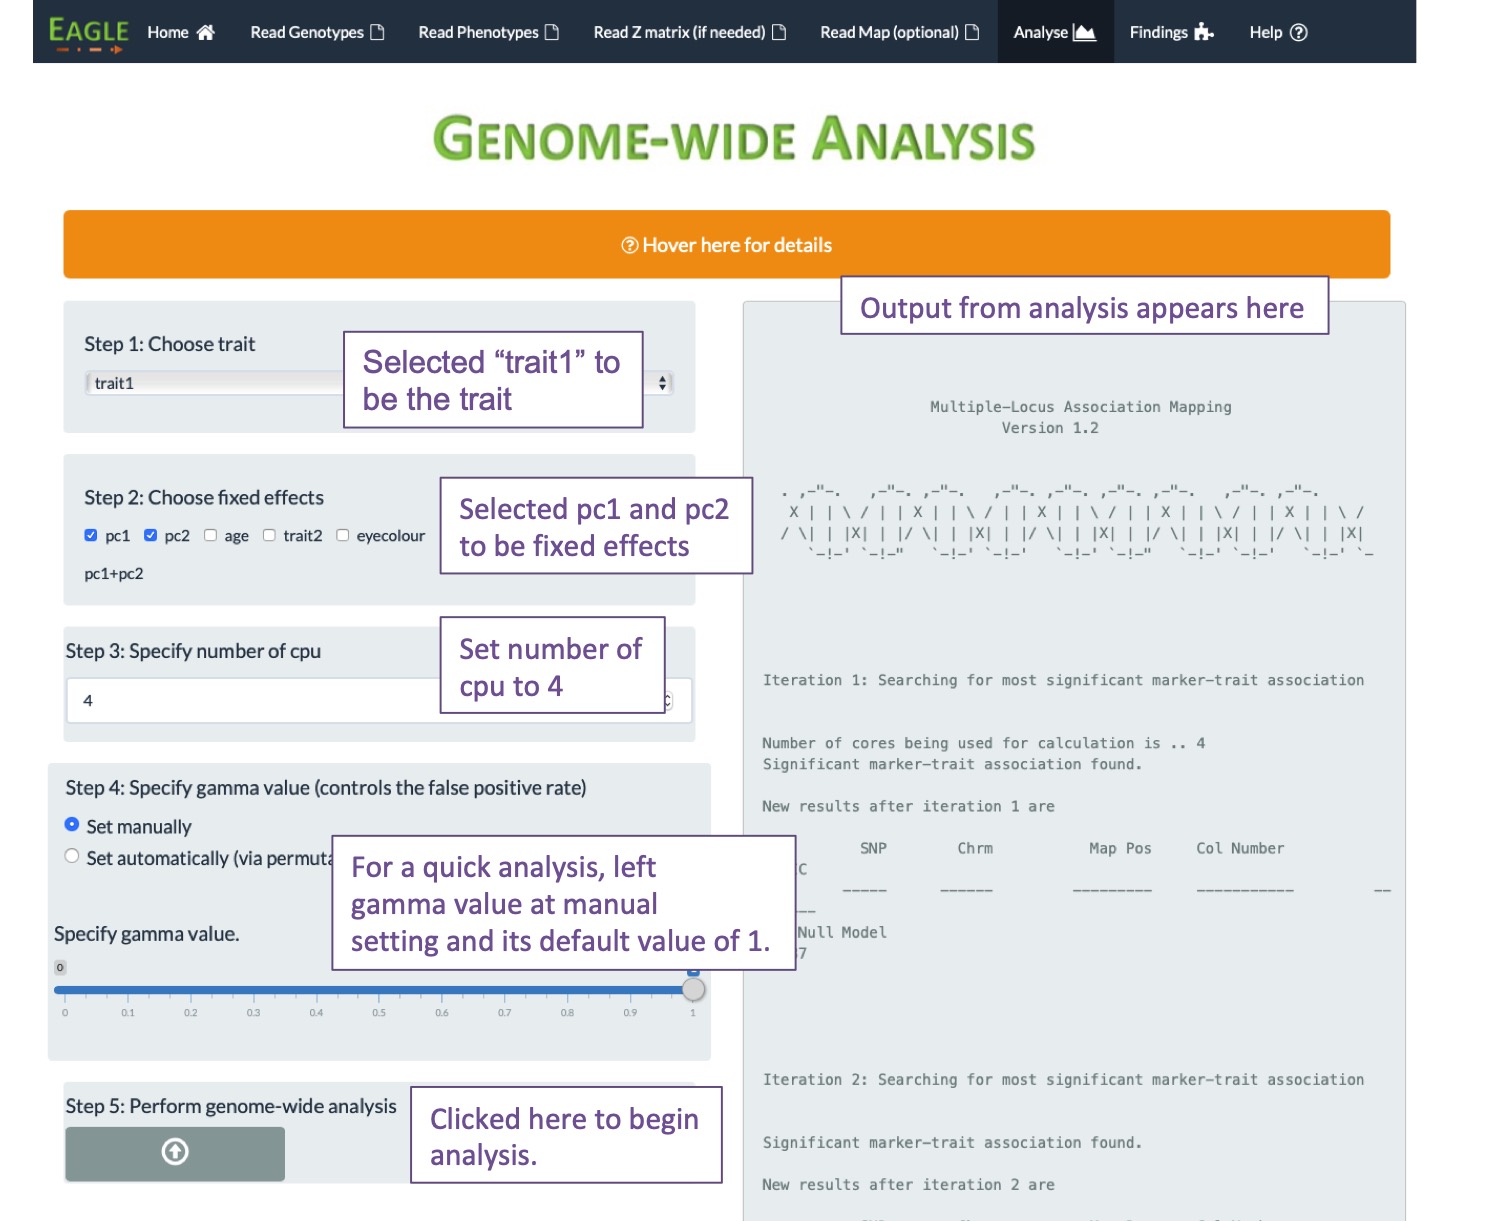 EAGLE Home Read Genotypes Read Phenotypes Read Z matrix (if needed) Read Map (optional) Analyse Findings Help
GENOME-WIDE ANALYSIS
Hover here for details
Output from analysis appears here
Step 1: Choose trait
trait1
Selected “trait1” to
be the trait
Step 2: Choose fixed effects
pc1 pc2 age trait2 eyecolour
pc1+pc2
Selected pc1 and pc2
to be fixed effects
Step 3: Specify number of cpu
4
Set number of
cpu to 4
Step 4: Specify gamma value (controls the false positive rate)
Set manually
Set automatically (via permuta
For a quick analysis, left
gamma value at manual
setting and its default value of 1.
Specify gamma value.
0
0 0.1 0.2 0.3 0.4 0.5 0.6 0.7 0.8 0.9 1
Step 5: Perform genome-wide analysis
Clicked here to begin
analysis.
Multiple-Locus Association Mapping
Version 1.2
. ,-"-. ,-"-. ,-"-. ,-"-. ,-"-. ,-"-. ,-"-. ,-"-. ,-"-.
X | | \ / | | X | | \ / | | X | | \ / | | X | | \ / | | X | | \ /
/ \| | |X| | |/ \| | |X| | |/ \| | |X| | |/ \| | |X| | |/ \| | |X|
`-!-' `-!-" `-!-' `-!-' `-!-' `-!-" `-!-' `-!-' `-!-' `-
Iteration 1: Searching for most significant marker-trait association
Number of cores being used for calculation is .. 4
Significant marker-trait association found.
New results after iteration 1 are
SNP Chrm Map Pos Col Number
C
----- ------ --------- ----------- --
--
Null Model
7
Iteration 2: Searching for most significant marker-trait association
Significant marker-trait association found.
New results after iteration 2 are